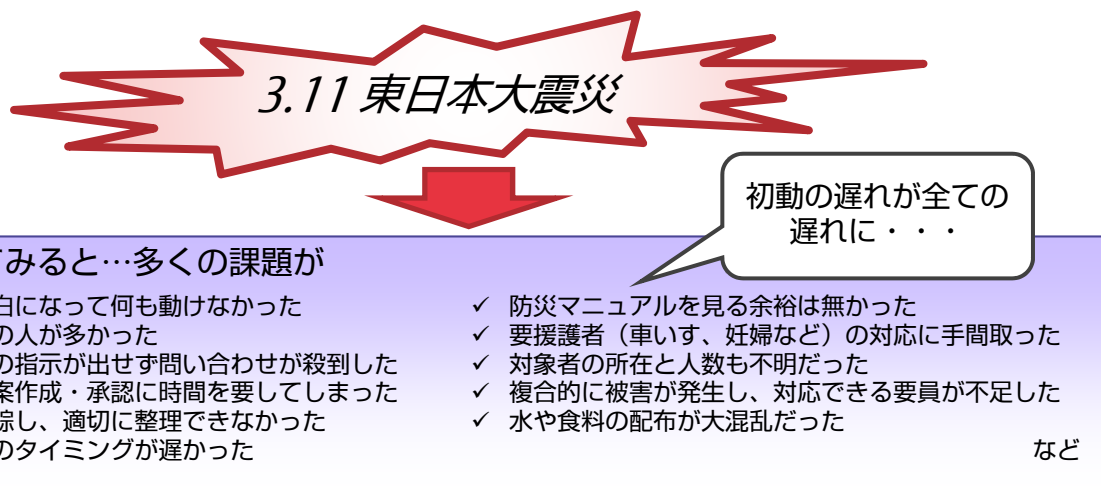 3.11 東日本大震災
初動の遅れが全ての
遅れに・・・
てみると…多くの課題が
白になって何も動けなかった
の人が多かった
の指示が出せず問い合わせが殺到した
案作成・承認に時間を要してしまった
綜し、適切に整理できなかった
のタイミングが遅かった
✓ 防災マニュアルを見る余裕は無かった
✓ 要援護者（車いす、妊婦など）の対応に手間取った
✓ 対象者の所在と人数も不明だった
✓ 複合的に被害が発生し、対応できる要員が不足した
✓ 水や食料の配布が大混乱だった
など